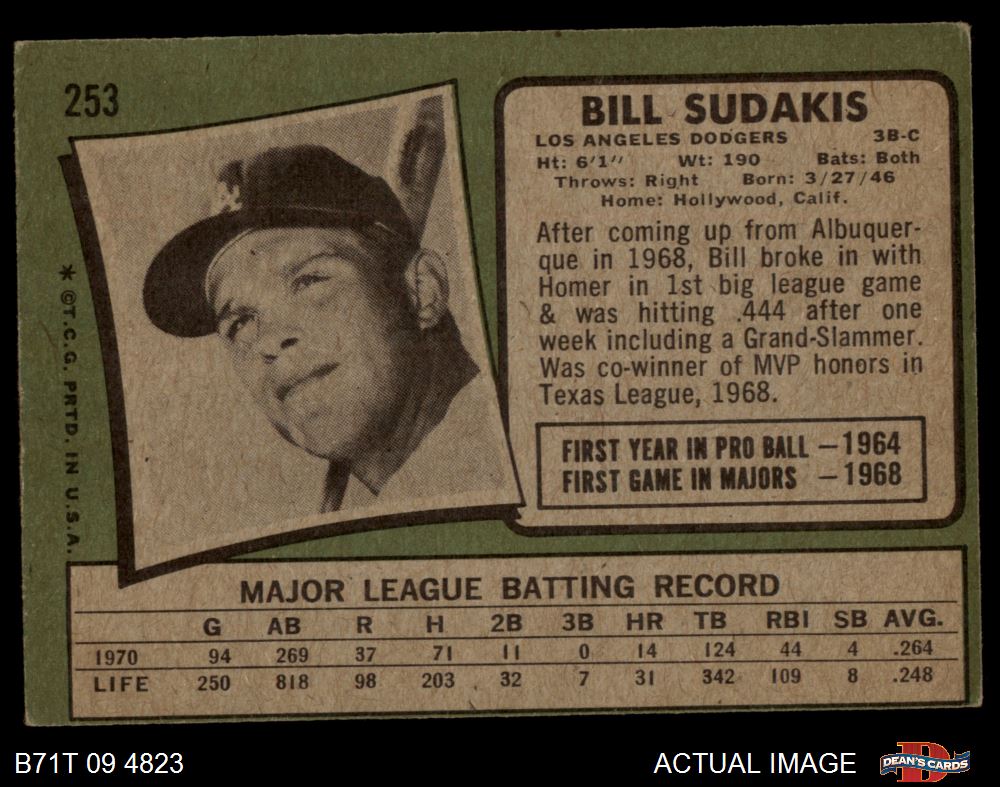 253
BILL SUDAKIS
LOS ANGELES DODGERS 3B-C
Ht: 6'1" Wt: 190 Bats: Both
Throws: Right Born: 3/27/46
Home: Hollywood, Calif.
After coming up from Albuquer-
que in 1968, Bill broke in with
Homer in 1st big league game
& was hitting .444 after one
week including a Grand-Slammer.
Was co-winner of MVP honors in
Texas League, 1968.
FIRST YEAR IN PRO BALL — 1964
FIRST GAME IN MAJORS — 1968
* ©T.C.G. PRTD. IN U.S.A.
MAJOR LEAGUE BATTING RECORD
G AB R H 2B 3B HR TB RBI SB AVG.
1970 94 269 37 71 11 0 14 124 44 4 .264
LIFE 250 818 98 203 32 7 31 342 109 8 .248
B71T 09 4823
ACTUAL IMAGE
D
DEAN'S CARDS